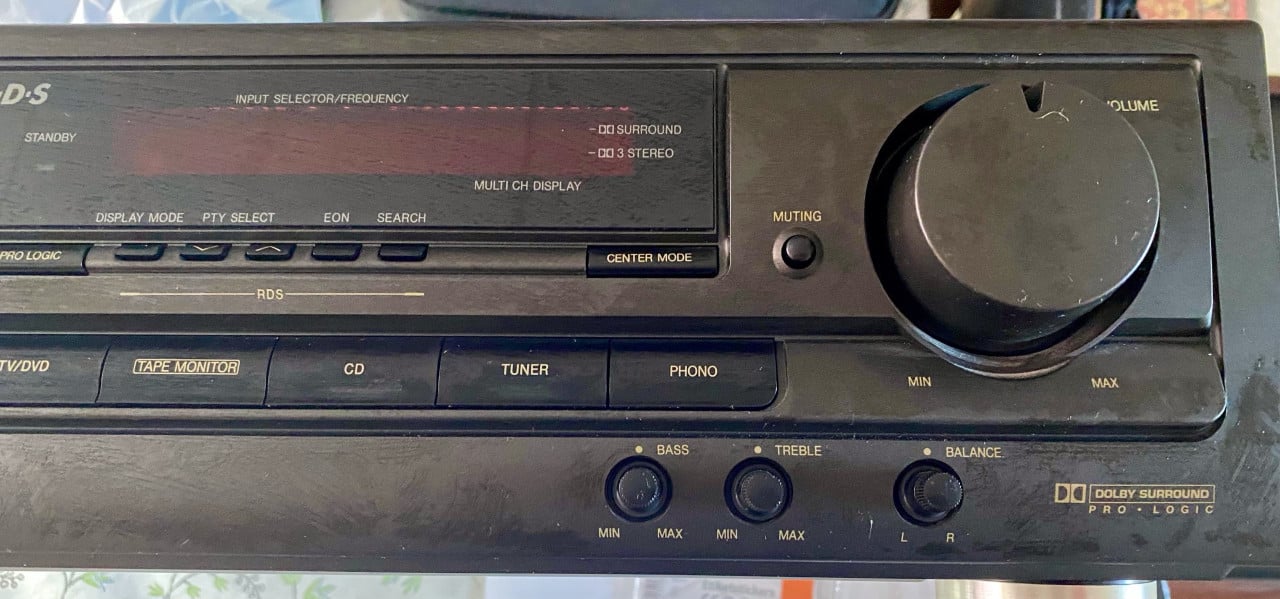 ·D·S
INPUT SELECTOR/FREQUENCY
VOLUME
STANDBY
SURROUND
3 STEREO
MULTI CH DISPLAY
DISPLAY MODE PTY SELECT EON SEARCH
MUTING
PRO LOGIC
CENTER MODE
RDS
TV/DVD TAPE MONITOR CD TUNER PHONO
MIN MAX
BASS TREBLE BALANCE
DOLBY SURROUND
PRO • LOGIC
MIN MAX MIN MAX L R